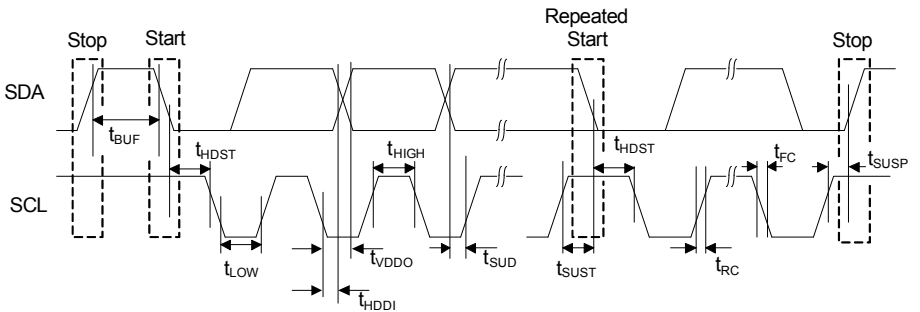 Repeated
Stop Start Start Stop
SDA
tBUF
tHDST tHIGH tHDST tFC tSUSP
SCL
tLOW tVDDO tSUD tSUST tRC
tHDDI